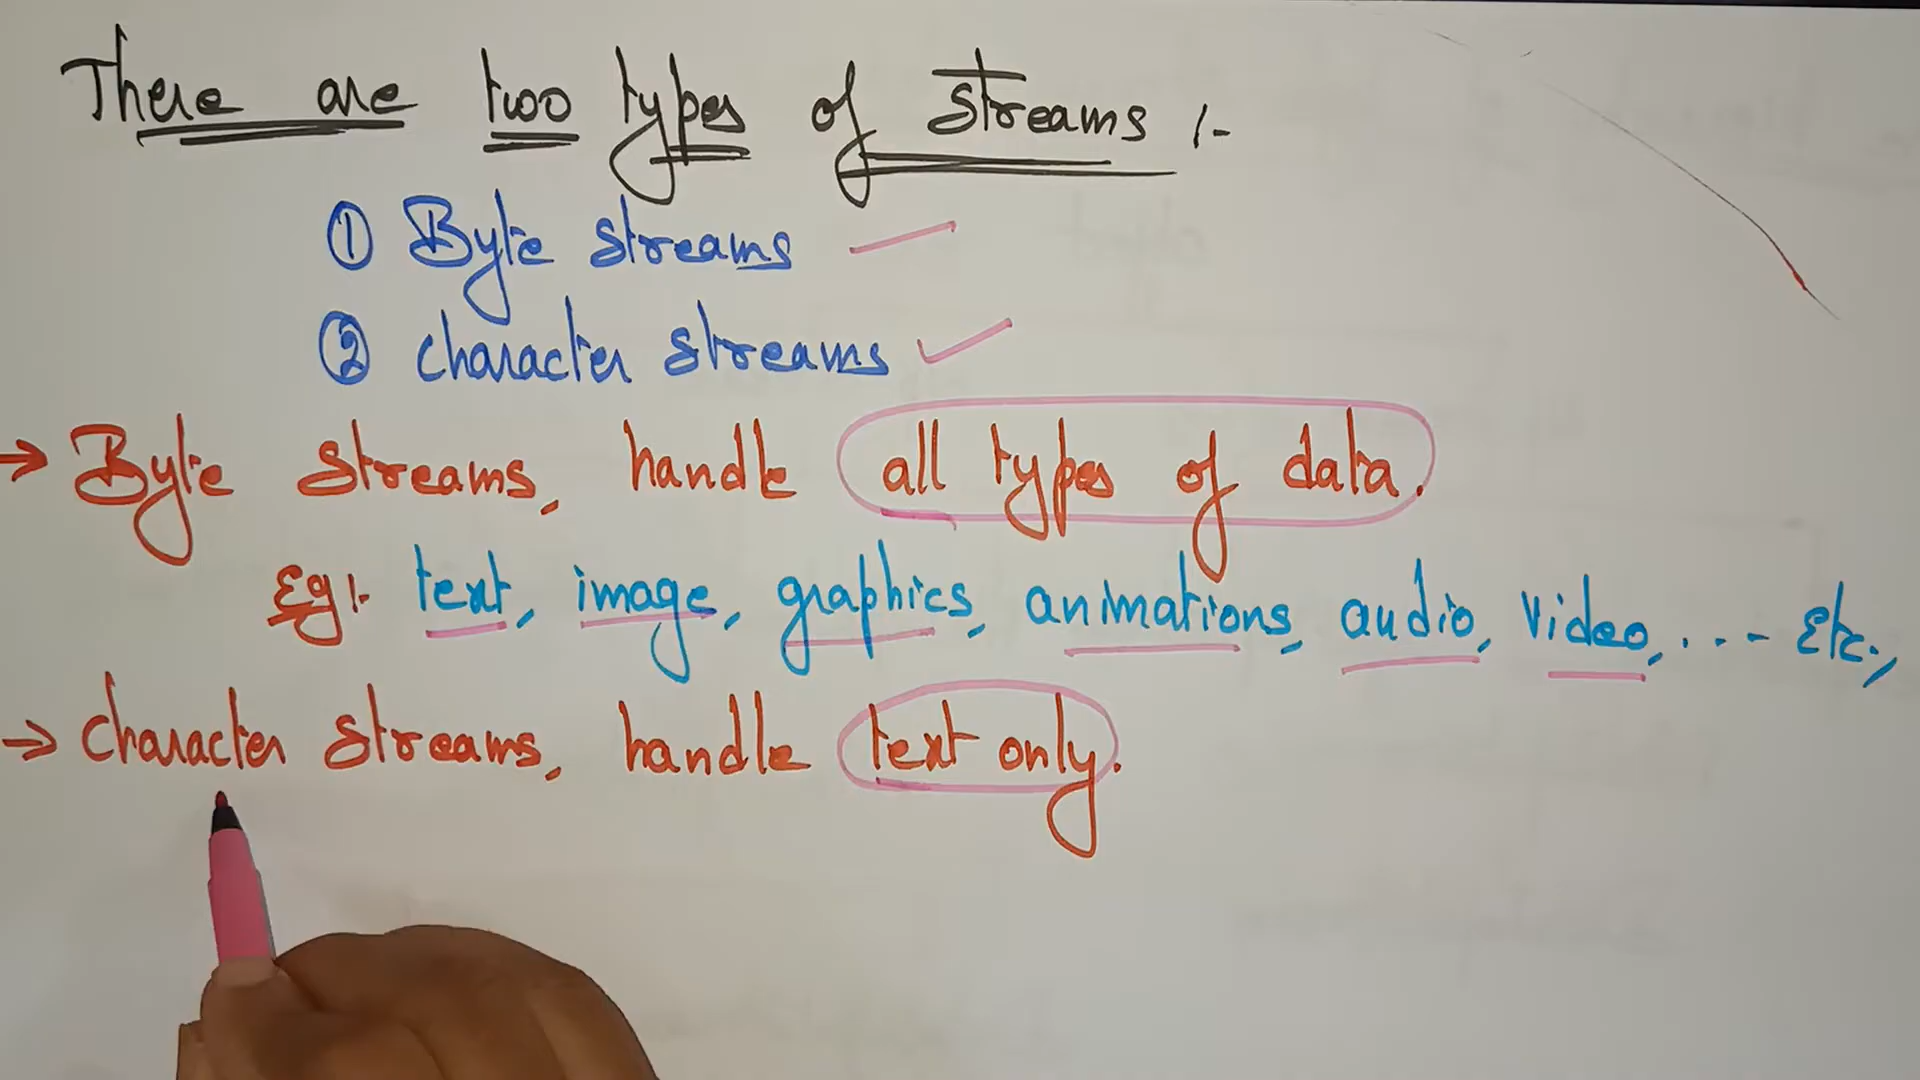 There are two types of streams :-
① Byte streams
② character streams
→ Byte streams, handle all types of data.
Eg:- text, image, graphics, animations, audio, video, ... - etc.,
→ character streams, handle text only.